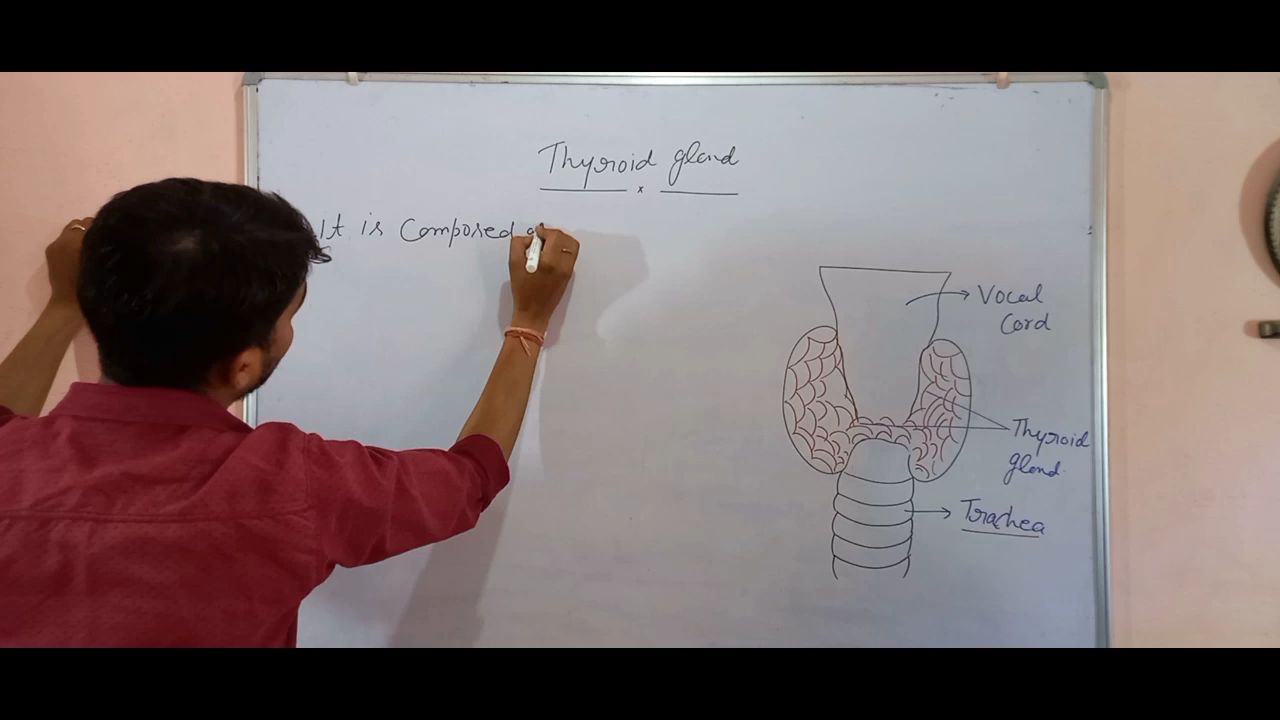 Thyroid gland
It is Composed
Vocal
Cord
Thyroid
gland
Trachea